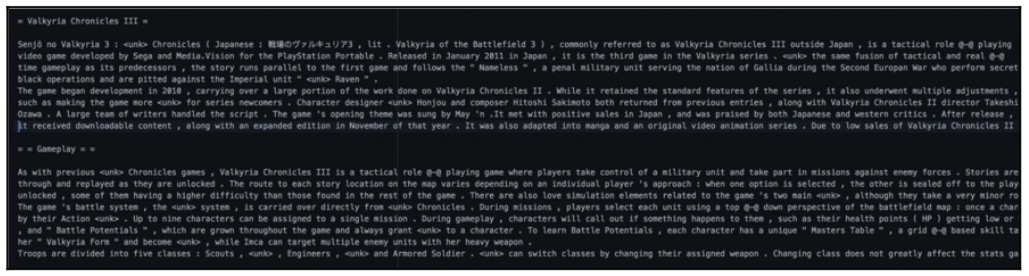 = Valkyria Chronicles III =
Senjō no Valkyria 3 : <unk> Chronicles ( Japanese : 戦場のヴァルキュリア3 , lit . Valkyria of the Battlefield 3 ) , commonly referred to as Valkyria Chronicles III outside Japan , is a tactical role @-@ playing
video game developed by Sega and Media.Vision for the PlayStation Portable . Released in January 2011 in Japan , it is the third game in the Valkyria series . <unk> the same fusion of tactical and real @-@
time gameplay as its predecessors , the story runs parallel to the first game and follows the " Nameless " , a penal military unit serving the nation of Gallia during the Second Europan War who perform secret
black operations and are pitted against the Imperial unit " <unk> Raven " .
The game began development in 2010 , carrying over a large portion of the work done on Valkyria Chronicles II . While it retained the standard features of the series , it also underwent multiple adjustments ,
such as making the game more <unk> for series newcomers . Character designer <unk> Honjou and composer Hitoshi Sakimoto both returned from previous entries , along with Valkyria Chronicles II director Takeshi
Ozawa . A large team of writers handled the script . The game 's opening theme was sung by May 'n .It met with positive sales in Japan , and was praised by both Japanese and western critics . After release ,
it received downloadable content , along with an expanded edition in November of that year . It was also adapted into manga and an original video animation series . Due to low sales of Valkyria Chronicles II
= = Gameplay = =
As with previous <unk> Chronicles games , Valkyria Chronicles III is a tactical role @-@ playing game where players take control of a military unit and take part in missions against enemy forces . Stories are
through and replayed as they are unlocked . The route to each story location on the map varies depending on an individual player 's approach : when one option is selected , the other is sealed off to the play
unlocked , some of them having a higher difficulty than those found in the rest of the game . There are also love simulation elements related to the game 's two main <unk> , although they take a very minor ro
The game 's battle system , the <unk> system , is carried over directly from <unk> Chronicles . During missions , players select each unit using a top @-@ down perspective of the battlefield map : once a char
by their Action <unk> . Up to nine characters can be assigned to a single mission . During gameplay , characters will call out if something happens to them , such as their health points ( HP ) getting low or
, and " Battle Potentials " , which are grown throughout the game and always grant <unk> to a character . To learn Battle Potentials , each character has a unique " Masters Table " , a grid @-@ based skill ta
her " Valkyria Form " and become <unk> , while Imca can target multiple enemy units with her heavy weapon .
Troops are divided into five classes : Scouts , <unk> , Engineers , <unk> and Armored Soldier . <unk> can switch classes by changing their assigned weapon . Changing class does not greatly affect the stats ga